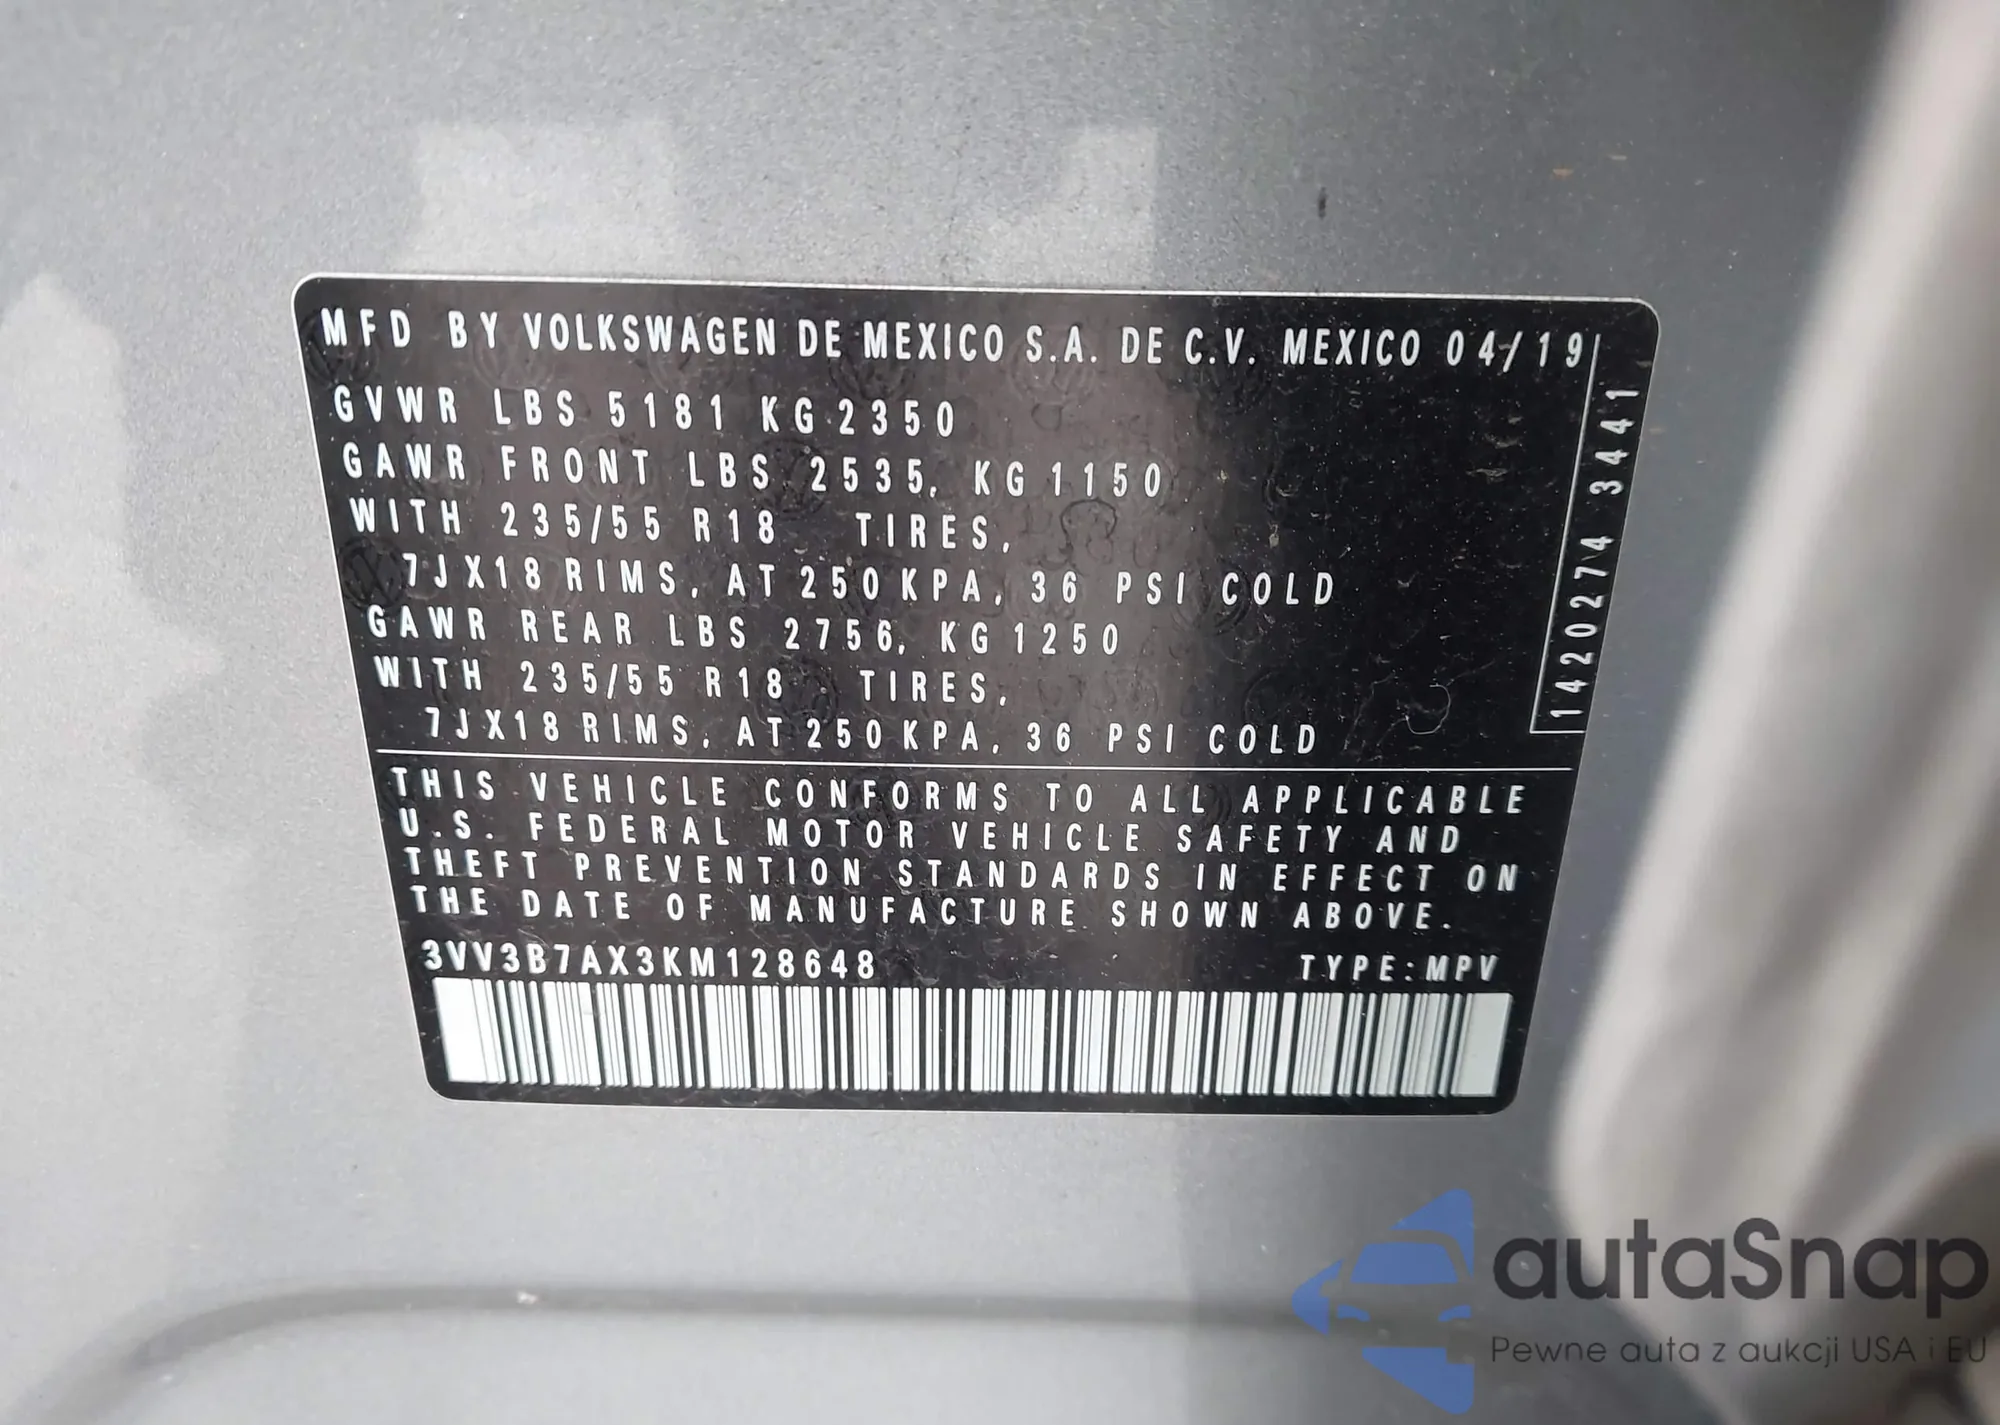 MFD BY VOLKSWAGEN DE MEXICO S.A. DE C.V. MEXICO 04/19
GVWR LBS 5181 KG 2350
GAWR FRONT LBS 2535, KG 1150
WITH 235/55 R18 TIRES,
7JX18 RIMS, AT 250 KPA, 36 PSI COLD
GAWR REAR LBS 2756, KG 1250
WITH 235/55 R18 TIRES,
7JX18 RIMS, AT 250 KPA, 36 PSI COLD
1420274 3441
THIS VEHICLE CONFORMS TO ALL APPLICABLE
U.S. FEDERAL MOTOR VEHICLE SAFETY AND
THEFT PREVENTION STANDARDS IN EFFECT ON
THE DATE OF MANUFACTURE SHOWN ABOVE.
3VV3B7AX3KM128648 TYPE: MPV
autaSnap
Pewne auta z aukcji USA i EU